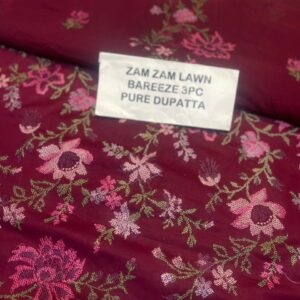 ZAM ZAM LAWN
BAREEZE 3PC
PURE DUPATTA